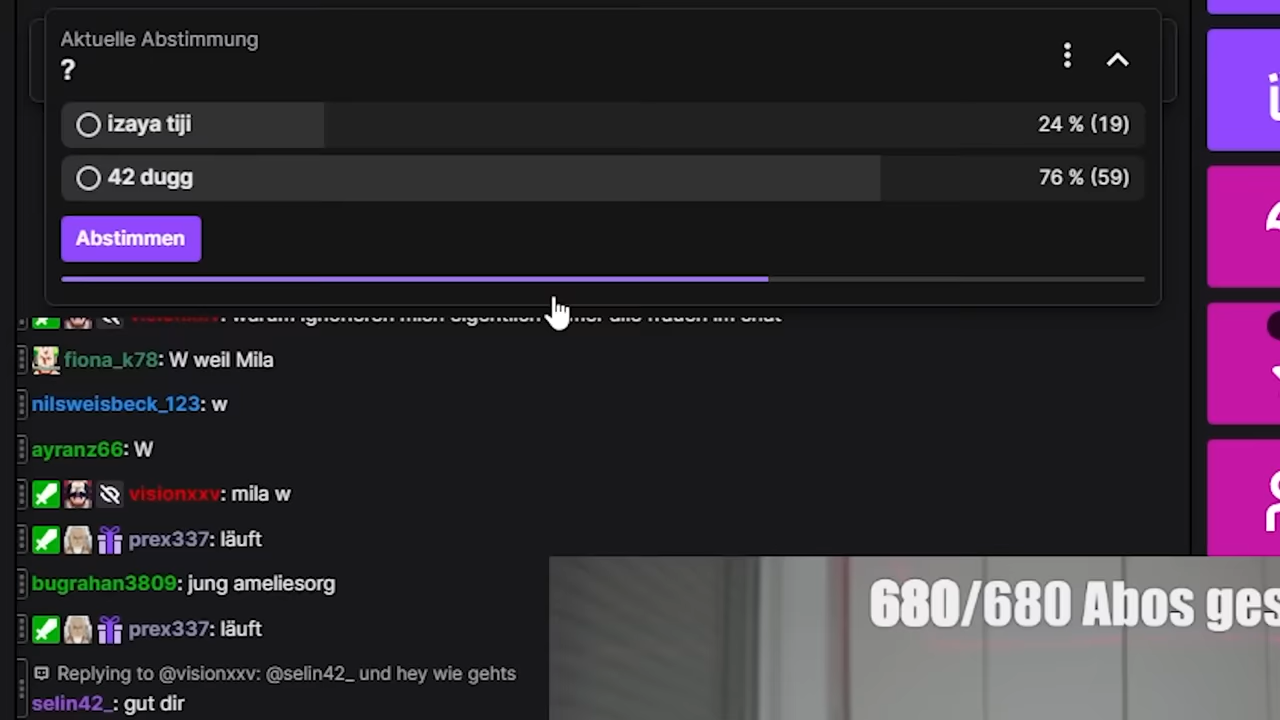 Aktuelle Abstimmung
?
izaya tiji 24 % (19)
42 dugg 76 % (59)
Abstimmen
fiona_k78: W weil Mila
nilsweisbeck_123: w
ayranz66: W
visionxxv: mila w
prex337: läuft
bugrahan3809: jung ameliesorg
prex337: läuft
680/680 Abos ges
Replying to @visionxxv: @selin42_ und hey wie gehts
selin42_: gut dir